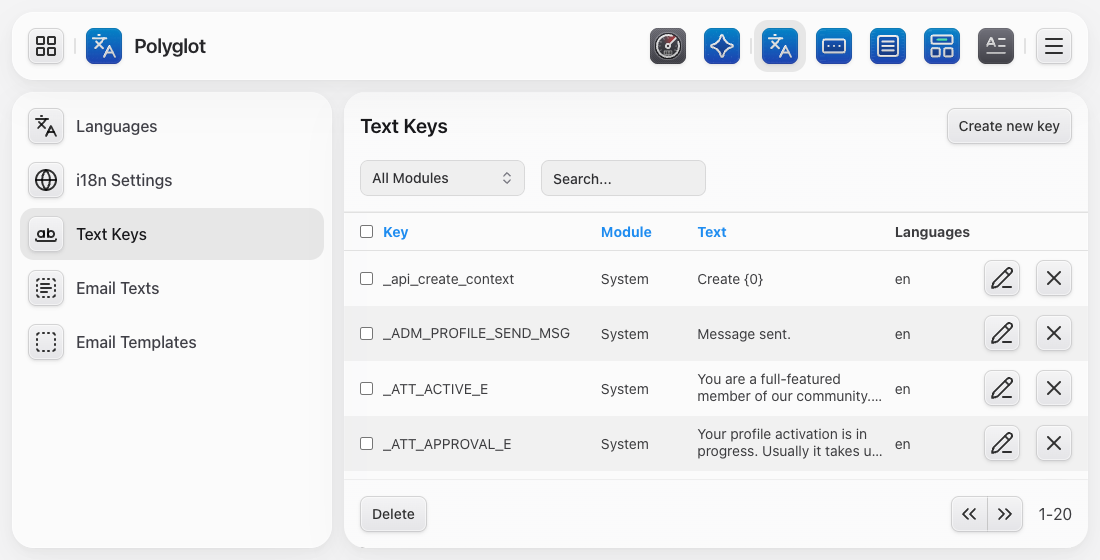 Polyglot
Languages
i18n Settings
Text Keys
Email Texts
Email Templates
Text Keys
Create new key
All Modules
Search...
Key Module Text Languages
_api_create_context System Create {0} en
_ADM_PROFILE_SEND_MSG System Message sent. en
_ATT_ACTIVE_E System You are a full-featured
member of our community.... en
_ATT_APPROVAL_E System Your profile activation is in
progress. Usually it takes u... en
Delete
1-20